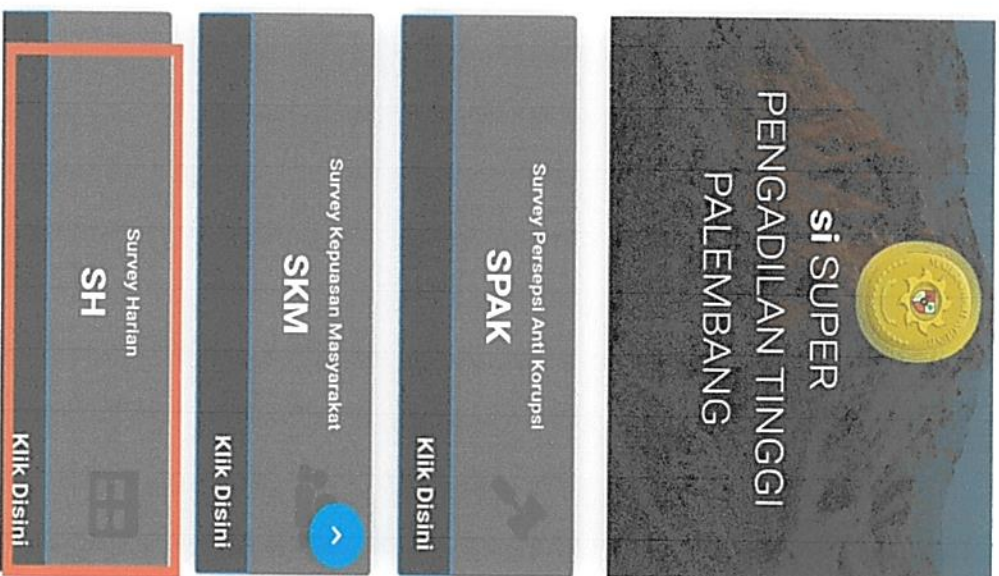 si SUPER
PENGADILAN TINGGI
PALEMBANG
Survey Persepsi Anti Korupsi
SPAK
Klik Disini
Survey Kepuasan Masyarakat
SKM
Klik Disini
Survey Harian
SH
Klik Disini